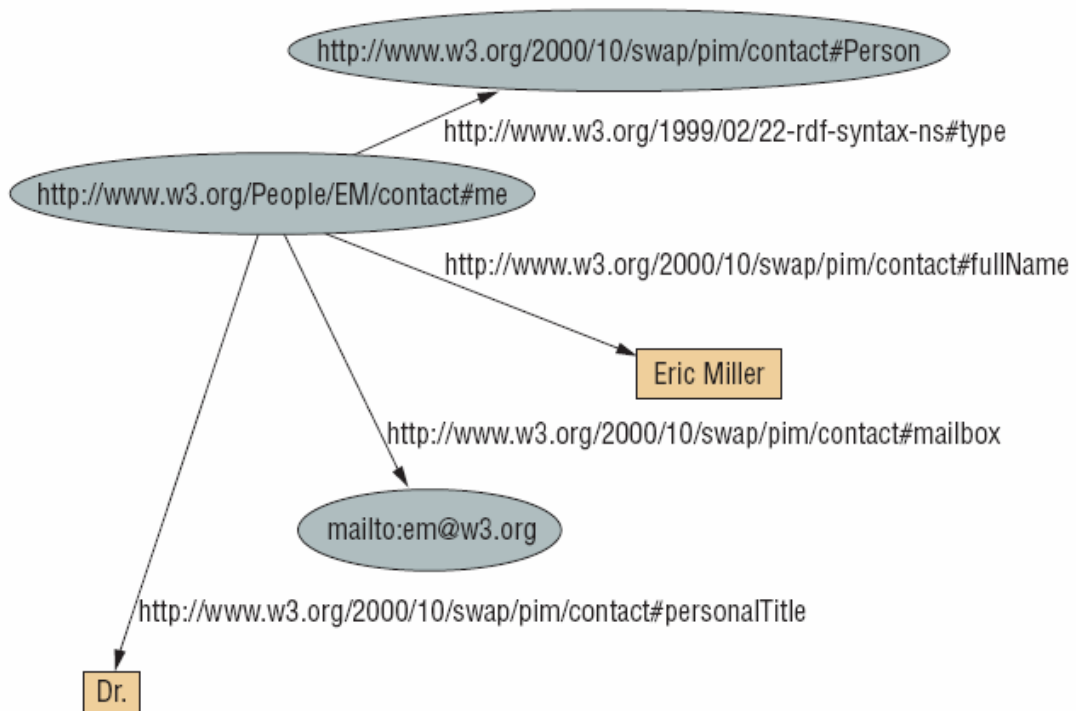 http://www.w3.org/2000/10/swap/pim/contact#Person
http://www.w3.org/1999/02/22-rdf-syntax-ns#type
http://www.w3.org/People/EM/contact#me
http://www.w3.org/2000/10/swap/pim/contact#fullName
Eric Miller
http://www.w3.org/2000/10/swap/pim/contact#mailbox
mailto:em@w3.org
http://www.w3.org/2000/10/swap/pim/contact#personalTitle
Dr.